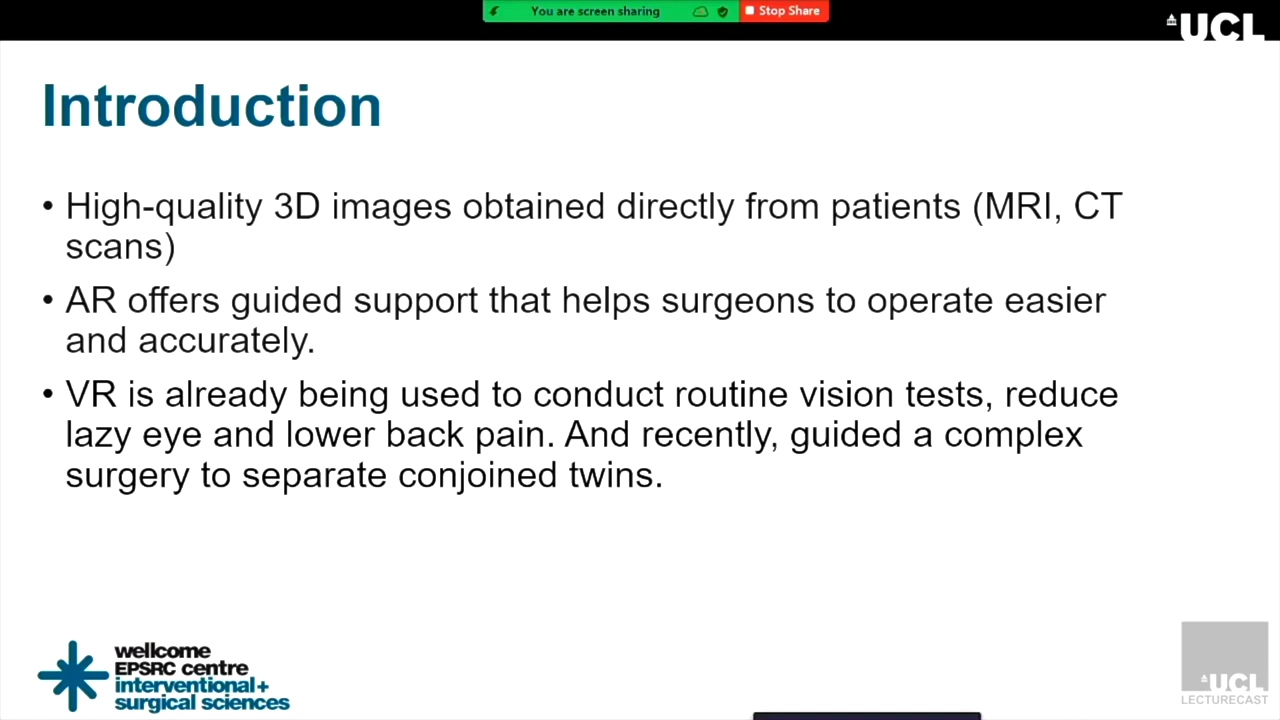 You are screen sharing
Stop Share
UCL
Introduction
• High-quality 3D images obtained directly from patients (MRI, CT
scans)
• AR offers guided support that helps surgeons to operate easier
and accurately.
• VR is already being used to conduct routine vision tests, reduce
lazy eye and lower back pain. And recently, guided a complex
surgery to separate conjoined twins.
wellcome
EPSRC centre
interventional+
surgical sciences
UCL
LECTURECAST